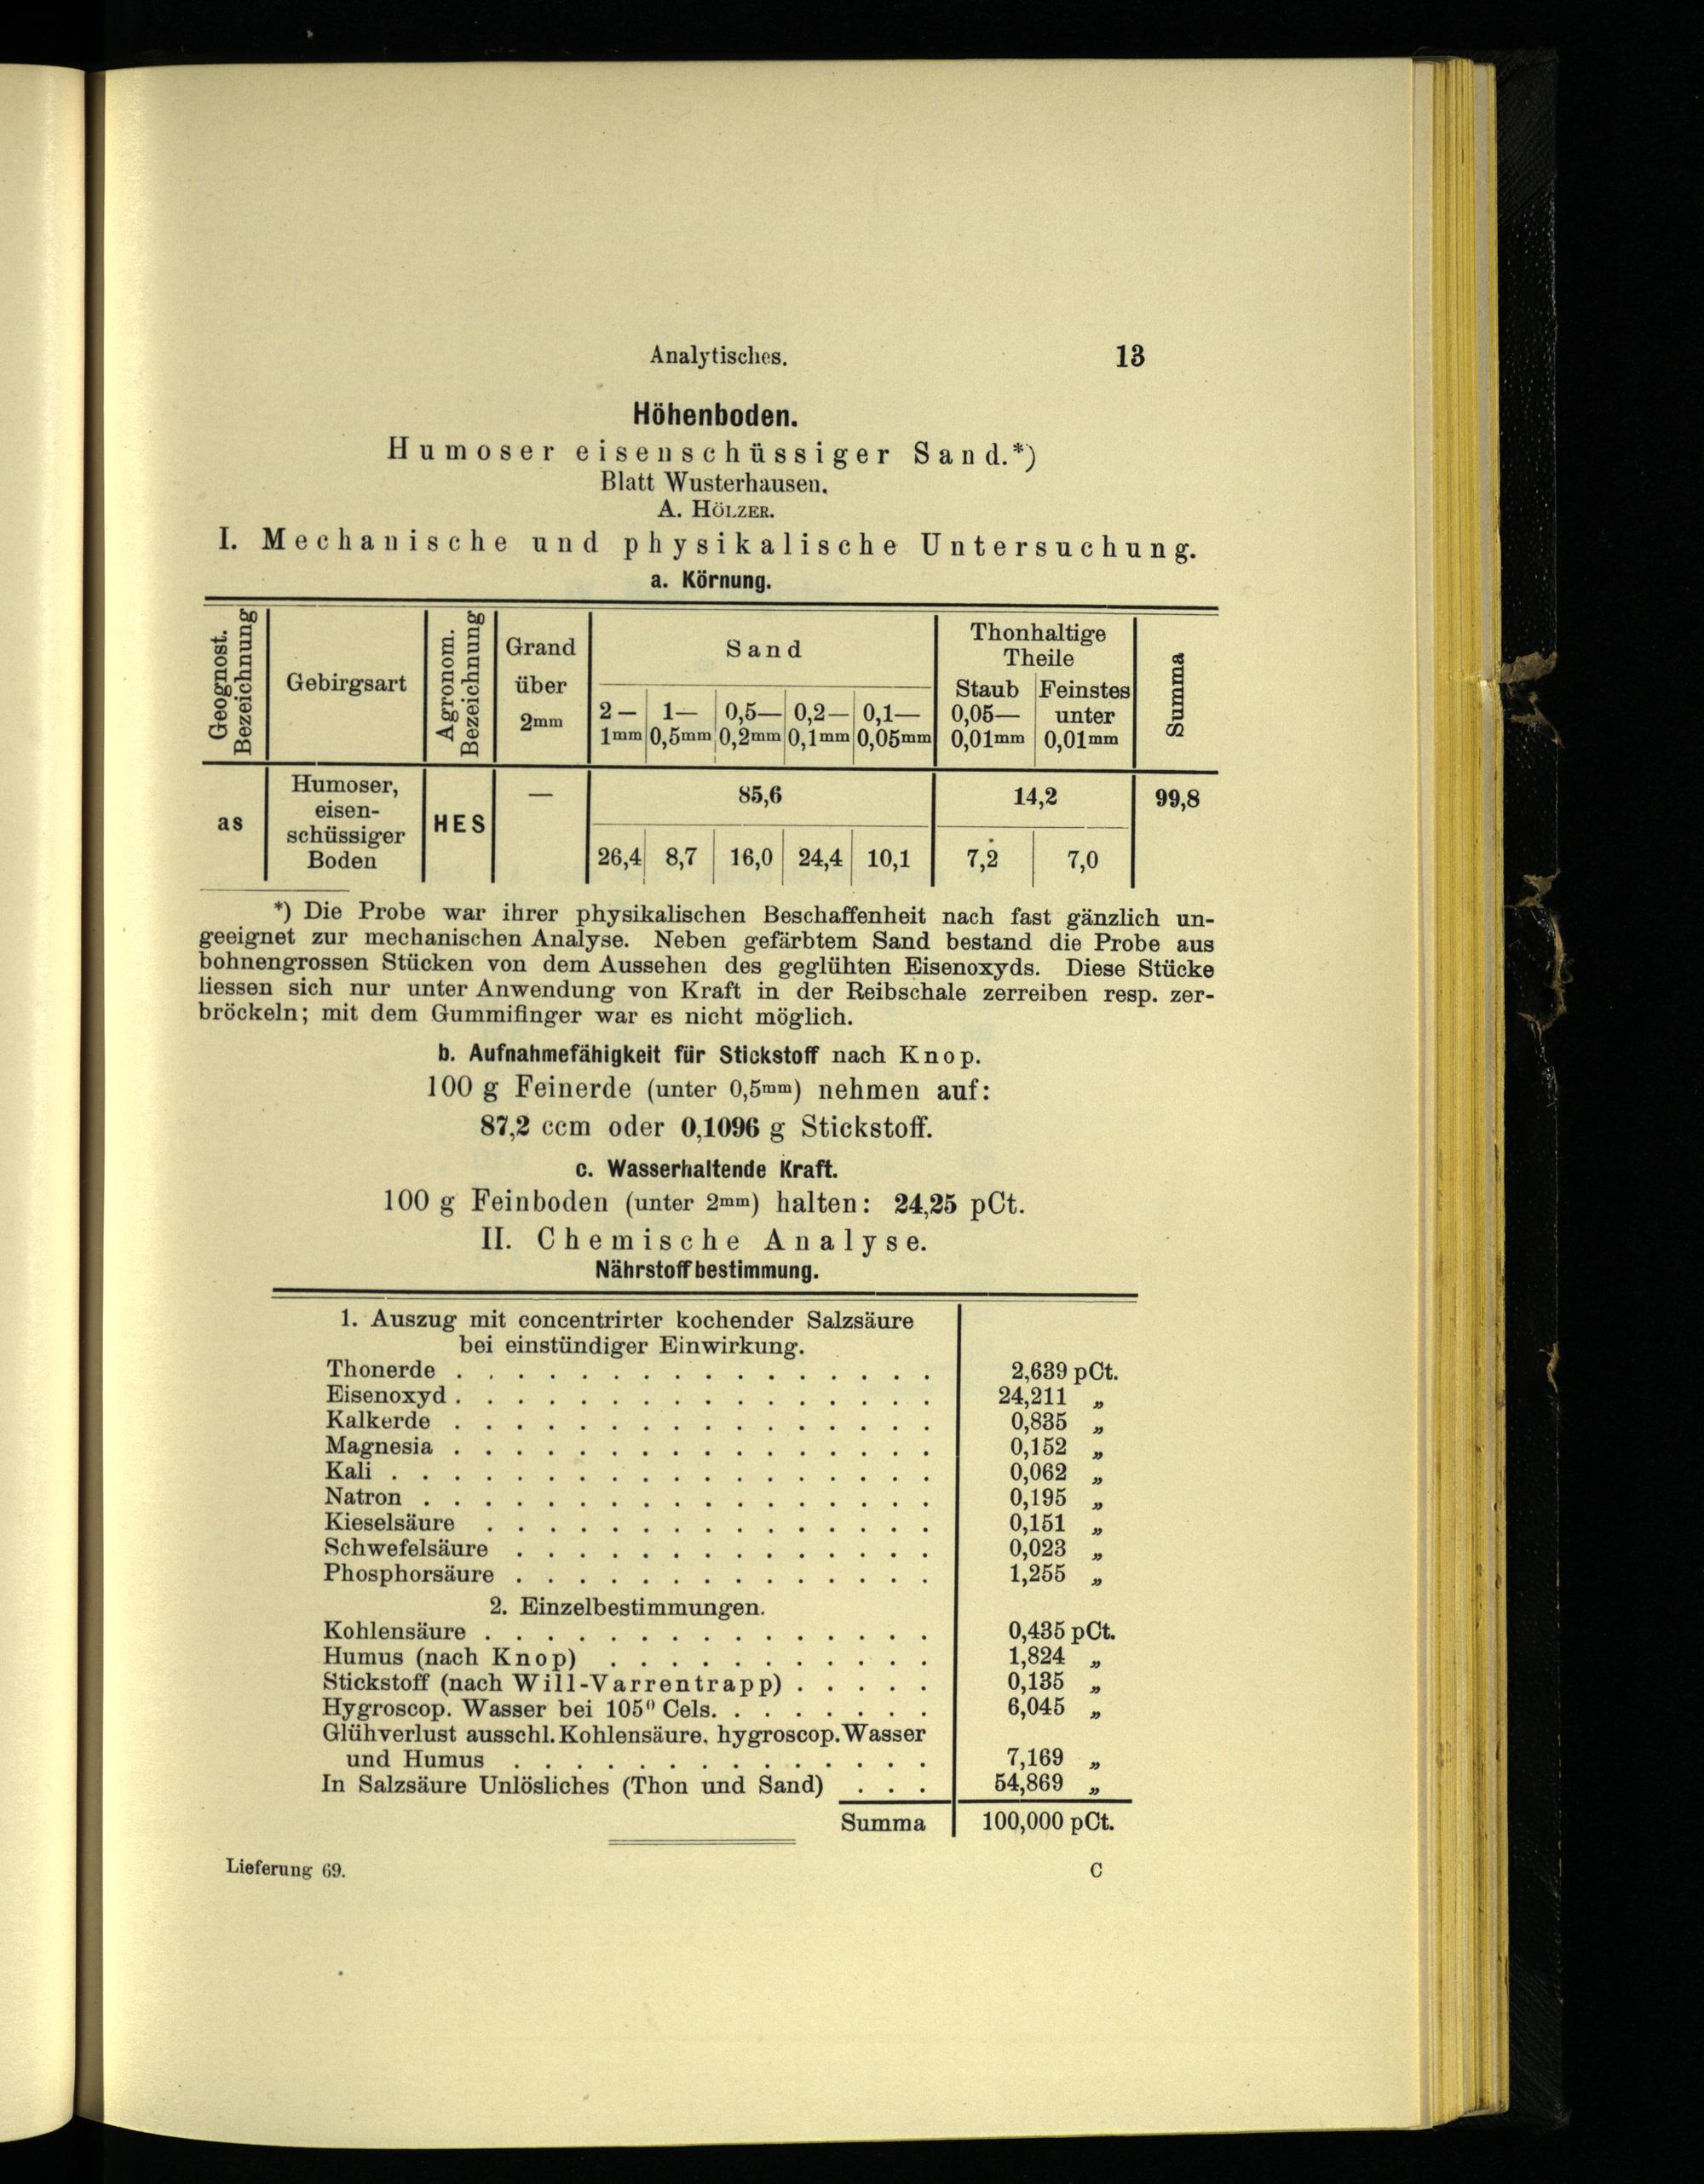 Analytisches. 13
Höhenboden.
Humoser eisenschüssiger Sand.*)
Blatt Wusterhausen.
A. HÖLZER.
I. Mechanische und physikalische Untersuchung.
a. Körnung.
Geognost. Bezeichnung
Gebirgsart
Agronom. Bezeichnung
Grand über 2mm
Sand
2— 1mm
1— 0,5mm
0,5— 0,2mm
0,2— 0,1mm
0,1— 0,05mm
Thonhaltige Theile
Staub 0,05— 0,01mm
Feinstes unter 0,01mm
Summa
as
Humoser,
eisen-
schüssiger
Boden
HES
—
85,6
14,2
99,8
26,4 8,7 16,0 24,4 10,1 7,2 7,0
*) Die Probe war ihrer physikalischen Beschaffenheit nach fast gänzlich un-
geeignet zur mechanischen Analyse. Neben gefärbtem Sand bestand die Probe aus
bohnengrossen Stücken von dem Aussehen des geglühten Eisenoxyds. Diese Stücke
liessen sich nur unter Anwendung von Kraft in der Reibschale zerreiben resp. zer-
bröckeln; mit dem Gummifinger war es nicht möglich.
b. Aufnahmefähigkeit für Stickstoff nach Knop.
100 g Feinerde (unter 0,5mm) nehmen auf:
87,2 ccm oder 0,1096 g Stickstoff.
c. Wasserhaltende Kraft.
100 g Feinboden (unter 2mm) halten: 24,25 pCt.
II. Chemische Analyse.
Nährstoffbestimmung.
1. Auszug mit concentrirter kochender Salzsäure
bei einstündiger Einwirkung.
Thonerde . . . . . . . . . . . . . . . . 2,639 pCt.
Eisenoxyd . . . . . . . . . . . . . . . . 24,211 „
Kalkerde . . . . . . . . . . . . . . . . 0,835 „
Magnesia . . . . . . . . . . . . . . . . 0,152 „
Kali . . . . . . . . . . . . . . . . . . 0,062 „
Natron . . . . . . . . . . . . . . . . . 0,195 „
Kieselsäure . . . . . . . . . . . . . . . 0,151 „
Schwefelsäure . . . . . . . . . . . . . . 0,023 „
Phosphorsäure . . . . . . . . . . . . . . 1,255 „
2. Einzelbestimmungen.
Kohlensäure . . . . . . . . . . . . . . . 0,435 pCt.
Humus (nach Knop) . . . . . . . . . . . 1,824 „
Stickstoff (nach Will-Varrentrapp) . . . . . 0,135 „
Hygroscop. Wasser bei 105⁰ Cels. . . . . . . . 6,045 „
Glühverlust ausschl. Kohlensäure, hygroscop. Wasser
und Humus . . . . . . . . . . . . . . 7,169 „
In Salzsäure Unlösliches (Thon und Sand) . . . 54,869 „
Summa 100,000 pCt.
Lieferung 69. C